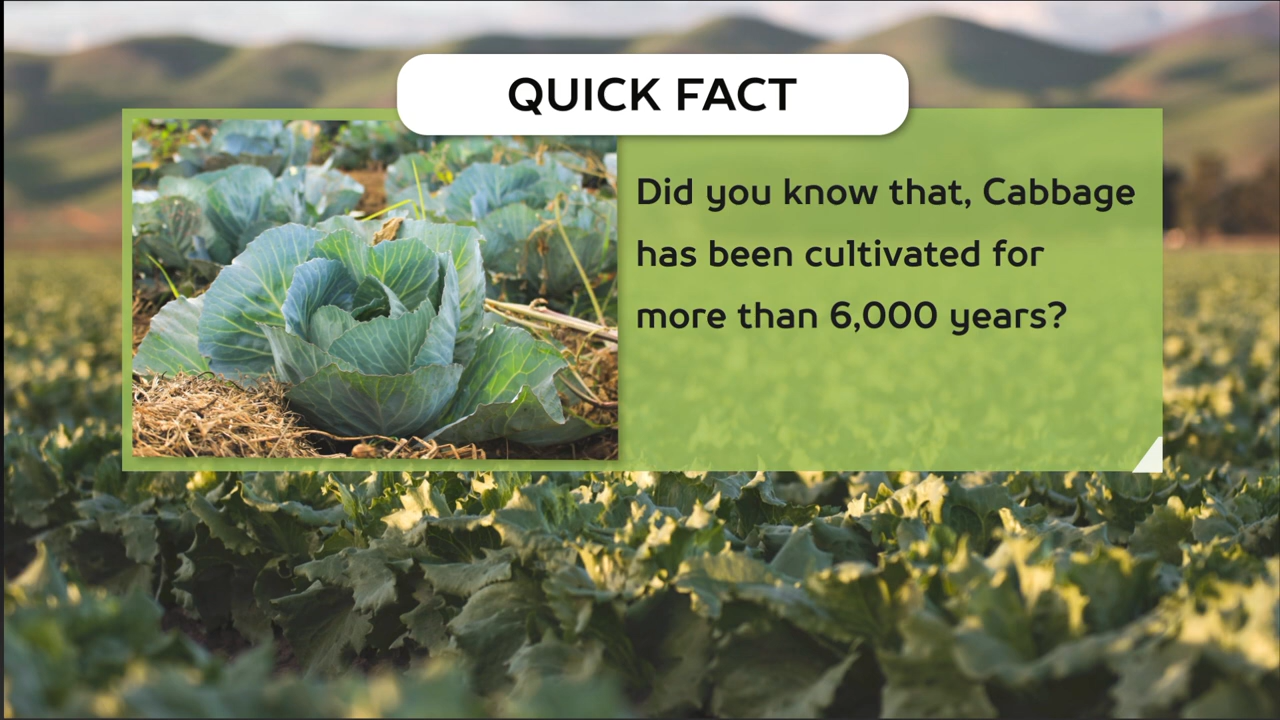 QUICK FACT
Did you know that, Cabbage
has been cultivated for
more than 6,000 years?